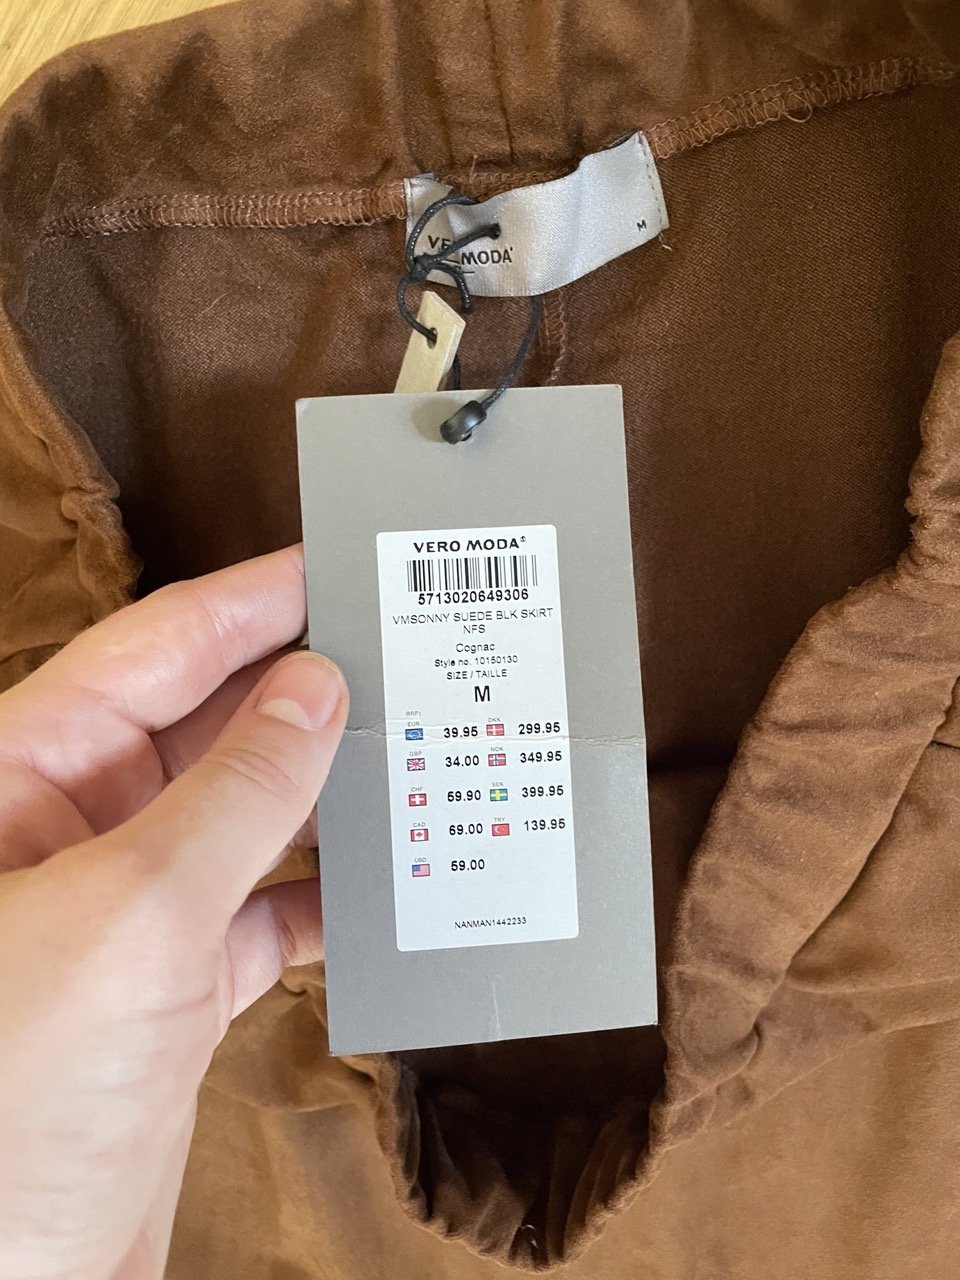 VE MODA
M
VERO MODA®
5713020649306
VMSONNY SUEDE BLK SKIRT
NFS
Cognac
Style no. 10150130
SIZE / TAILLE
M
RRP1
EUR 39.95 DKK 299.95
GBP 34.00 NOK 349.95
CHF 59.90 SEK 399.95
CAD 69.00 TRY 139.95
USD 59.00
NANMAN1442233